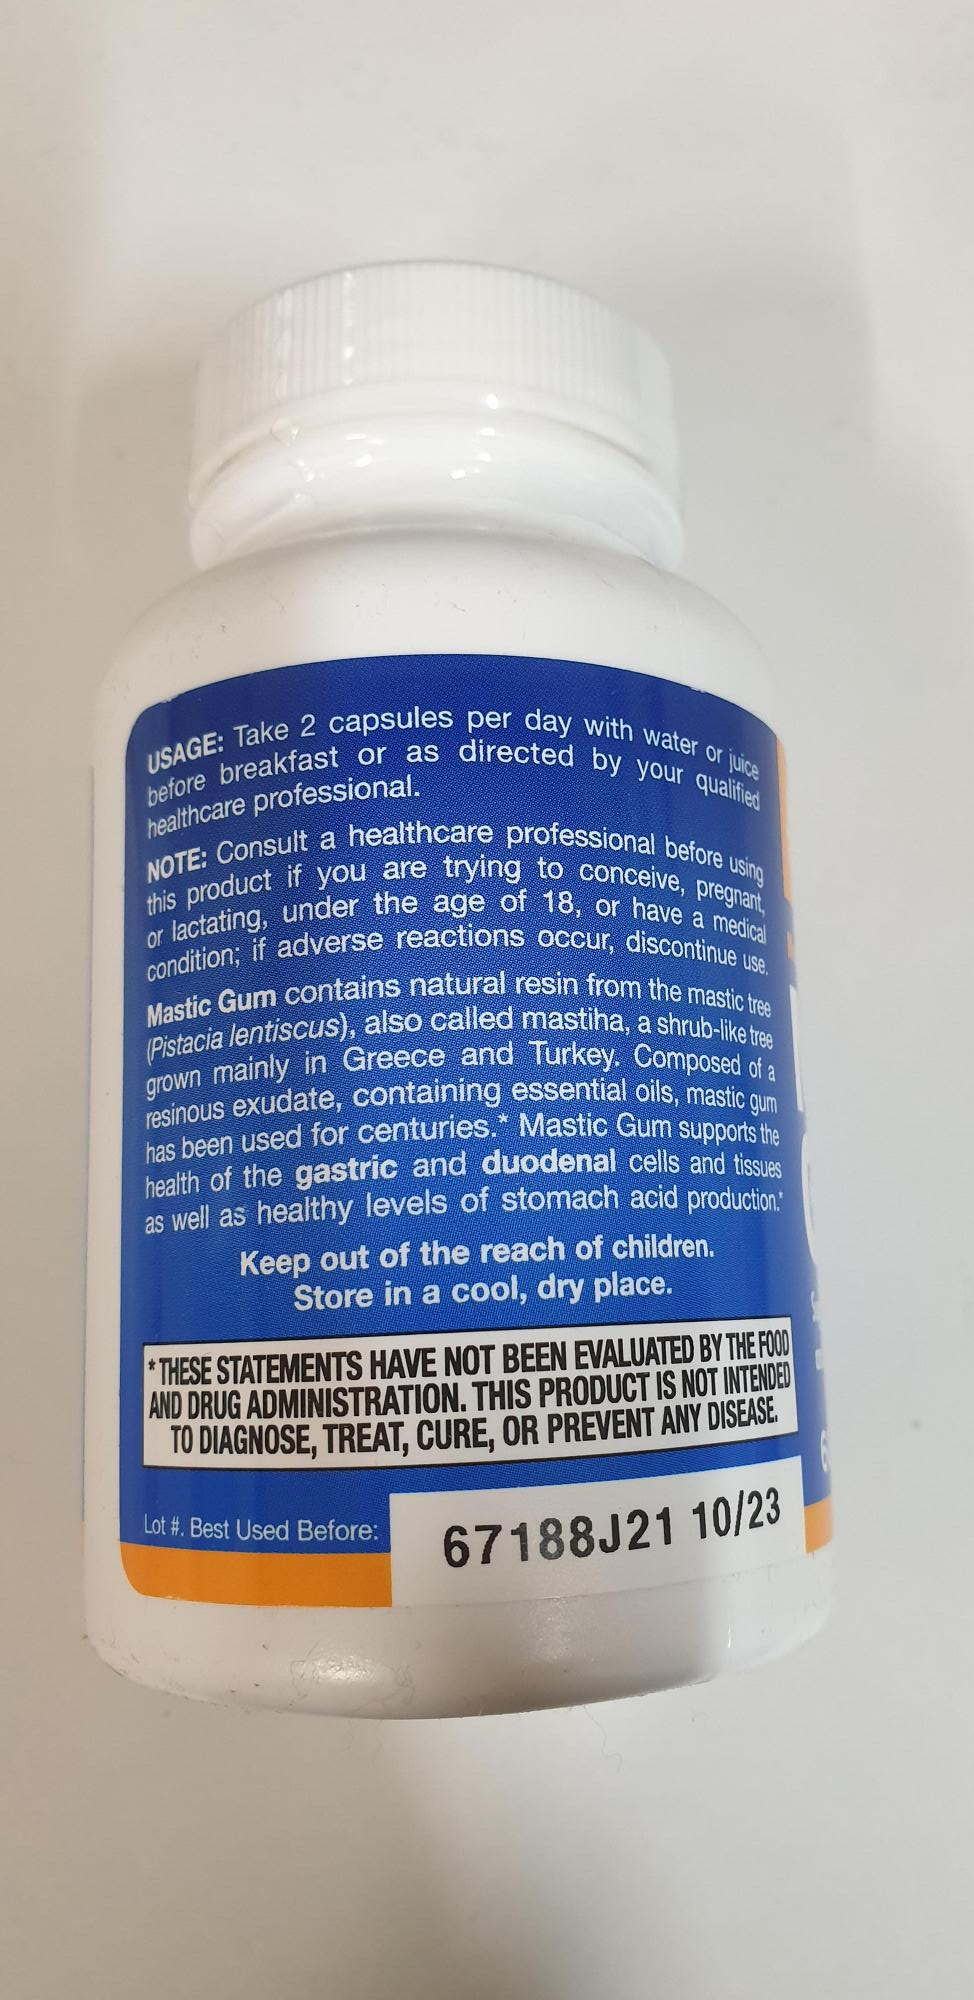 USAGE: Take 2 capsules per day with water or juice
before breakfast or as directed by your qualified
healthcare professional.
NOTE: Consult a healthcare professional before using
this product if you are trying to conceive, pregnant,
or lactating, under the age of 18, or have a medical
condition; if adverse reactions occur, discontinue use.
Mastic Gum contains natural resin from the mastic tree
(Pistacia lentiscus), also called mastiha, a shrub-like tree
grown mainly in Greece and Turkey. Composed of a
resinous exudate, containing essential oils, mastic gum
has been used for centuries.* Mastic Gum supports the
health of the gastric and duodenal cells and tissues
as well as healthy levels of stomach acid production.*
Keep out of the reach of children.
Store in a cool, dry place.
*THESE STATEMENTS HAVE NOT BEEN EVALUATED BY THE FOOD
AND DRUG ADMINISTRATION. THIS PRODUCT IS NOT INTENDED
TO DIAGNOSE, TREAT, CURE, OR PREVENT ANY DISEASE.
Lot #. Best Used Before: 67188J21 10/23